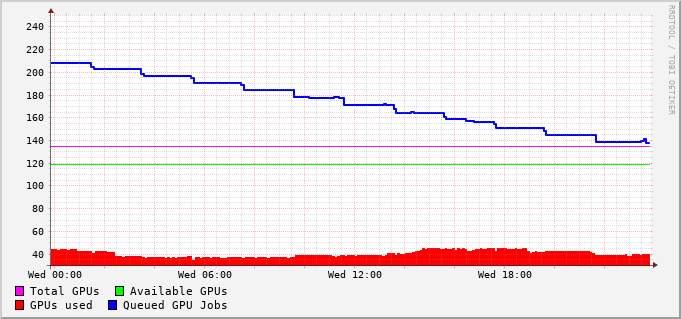 RRDTOOL / TOBI OETIKER
240
220
200
180
160
140
120
100
80
60
40
Wed 00:00 Wed 06:00 Wed 12:00 Wed 18:00
Total GPUs Available GPUs
GPUs used Queued GPU Jobs